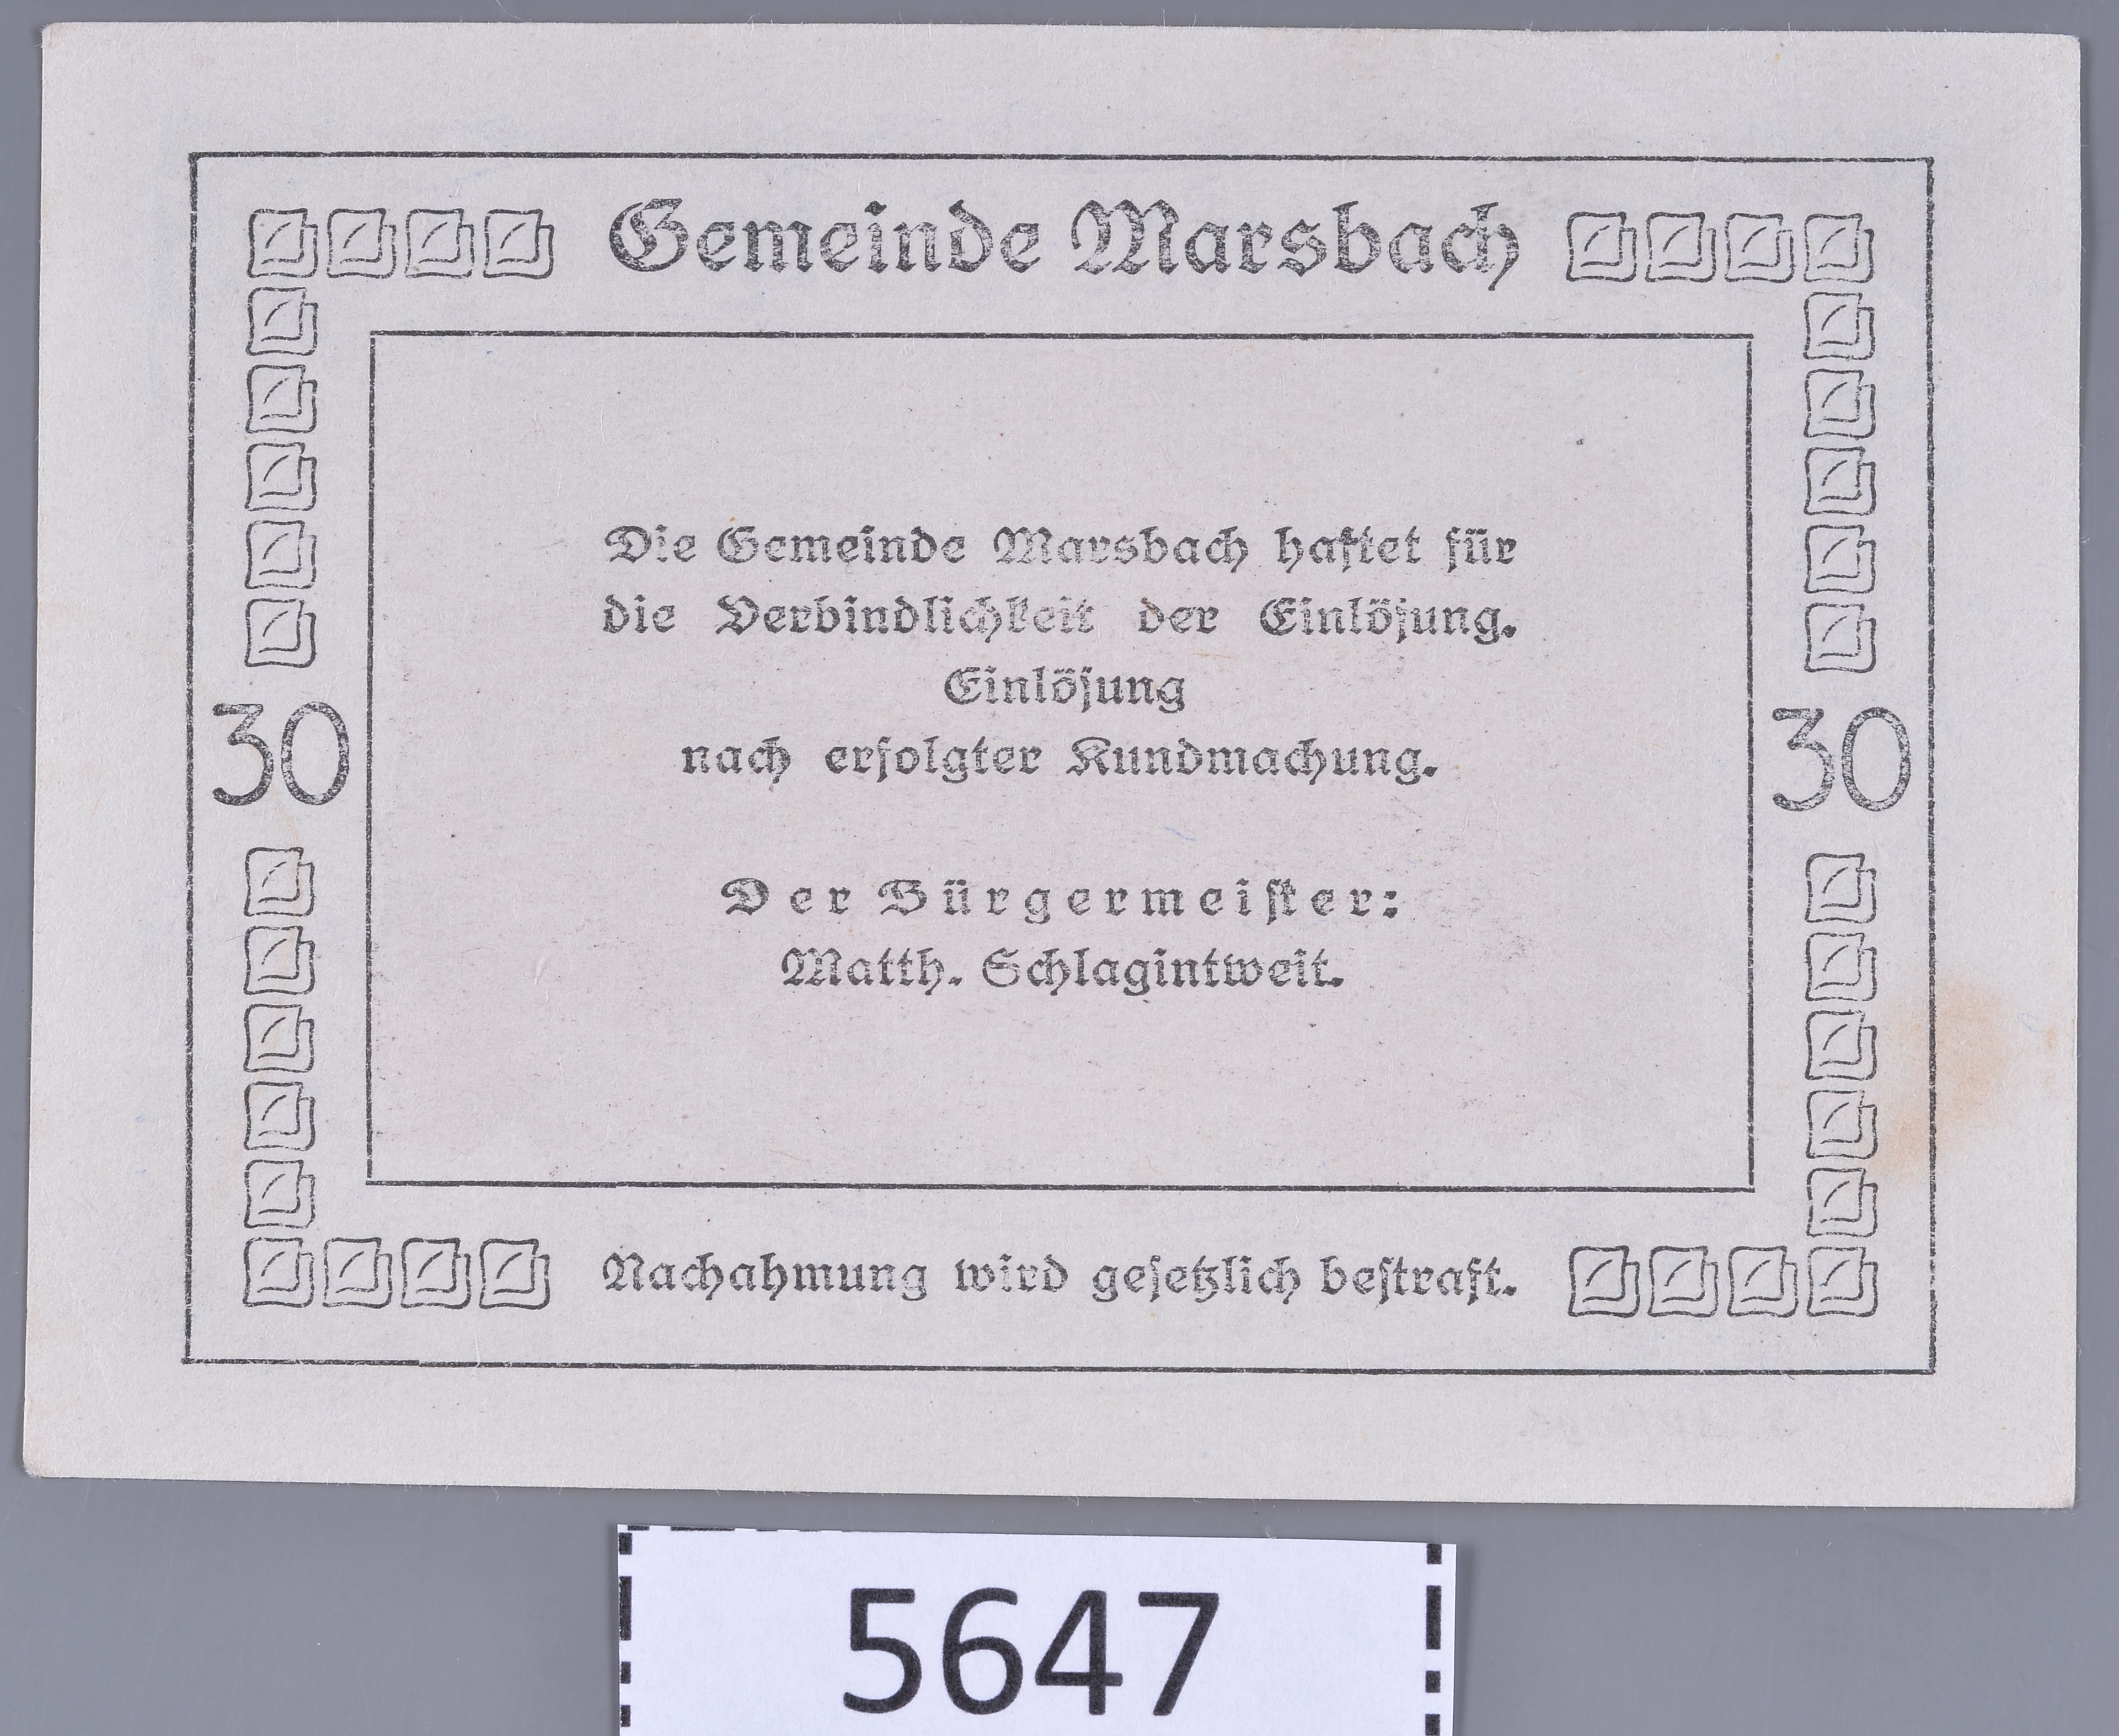 Gemeinde Marsbach
Die Gemeinde Marsbach haftet für
die Verbindlichkeit der Einlösung.
Einlösung
nach erfolgter Kundmachung.
30 30
Der Bürgermeister:
Matth. Schlagintweit.
Nachahmung wird gesetzlich bestraft.
5647